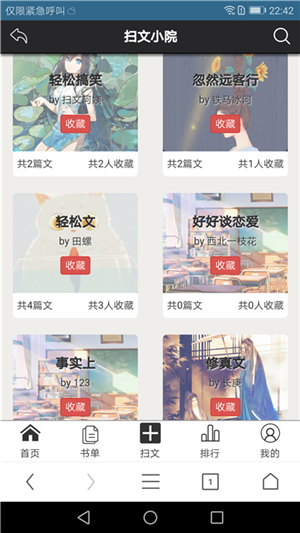 仅限紧急呼叫
22:42
扫文小院
轻松搞笑
by 扫文阿姨
收藏
共2篇文 共2人收藏
忽然远客行
by 铁马冰河
收藏
共2篇文 共1人收藏
轻松文
by 田螺
收藏
共4篇文 共3人收藏
好好谈恋爱
by 西北一枝花
收藏
共0篇文 共0人收藏
事实上
by 123
收藏
修真文
by 长庚
收藏
首页 书单 扫文 排行 我的
1